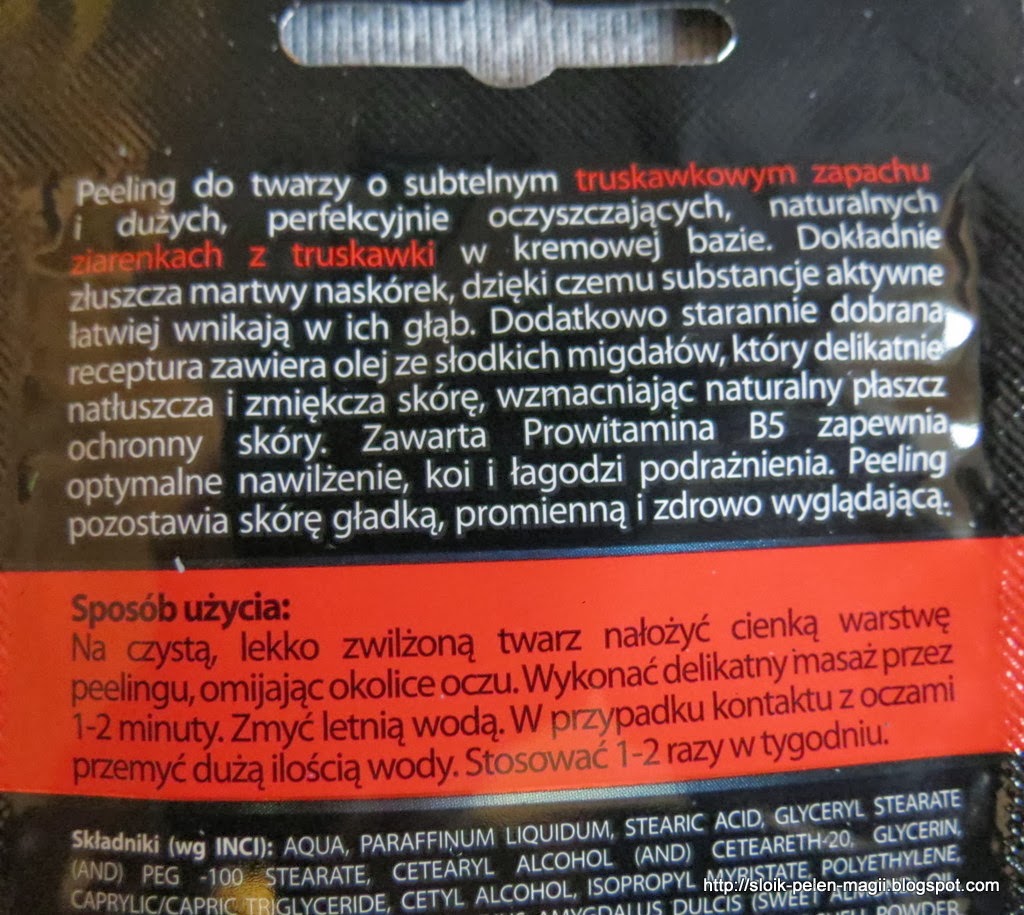 Peeling do twarzy o subtelnym truskawkowym zapachu
i dużych, perfekcyjnie oczyszczających, naturalnych
ziarenkach z truskawki w kremowej bazie. Dokładnie
złuszcza martwy naskórek, dzięki czemu substancje aktywne
łatwiej wnikają w ich głąb. Dodatkowo starannie dobrana
receptura zawiera olej ze słodkich migdałów, który delikatnie
natłuszcza i zmiękcza skórę, wzmacniając naturalny płaszcz
ochronny skóry. Zawarta Prowitamina B5 zapewnia
optymalne nawilżenie, koi i łagodzi podrażnienia. Peeling
pozostawia skórę gładką, promienną i zdrowo wyglądającą.
Sposób użycia:
Na czystą, lekko zwilżoną twarz nałożyć cienką warstwę
peelingu, omijając okolice oczu. Wykonać delikatny masaż przez
1-2 minuty. Zmyć letnią wodą. W przypadku kontaktu z oczami
przemyć dużą ilością wody. Stosować 1-2 razy w tygodniu.
Składniki (wg INCI): AQUA, PARAFFINUM LIQUIDUM, STEARIC ACID, GLYCERYL STEARATE
(AND) PEG -100 STEARATE, CETEARYL ALCOHOL (AND) CETEARETH-20, GLYCERIN,
CAPRYLIC/CAPRIC TRIGLYCERIDE, CETYL ALCOHOL, ISOPROPYL MYRISTATE, POLYETHYLENE,
AMYGDALUS DULCIS (SWEET ALMOND) OIL,
POWDER
http://sloik-pelen-magii.blogspot.com